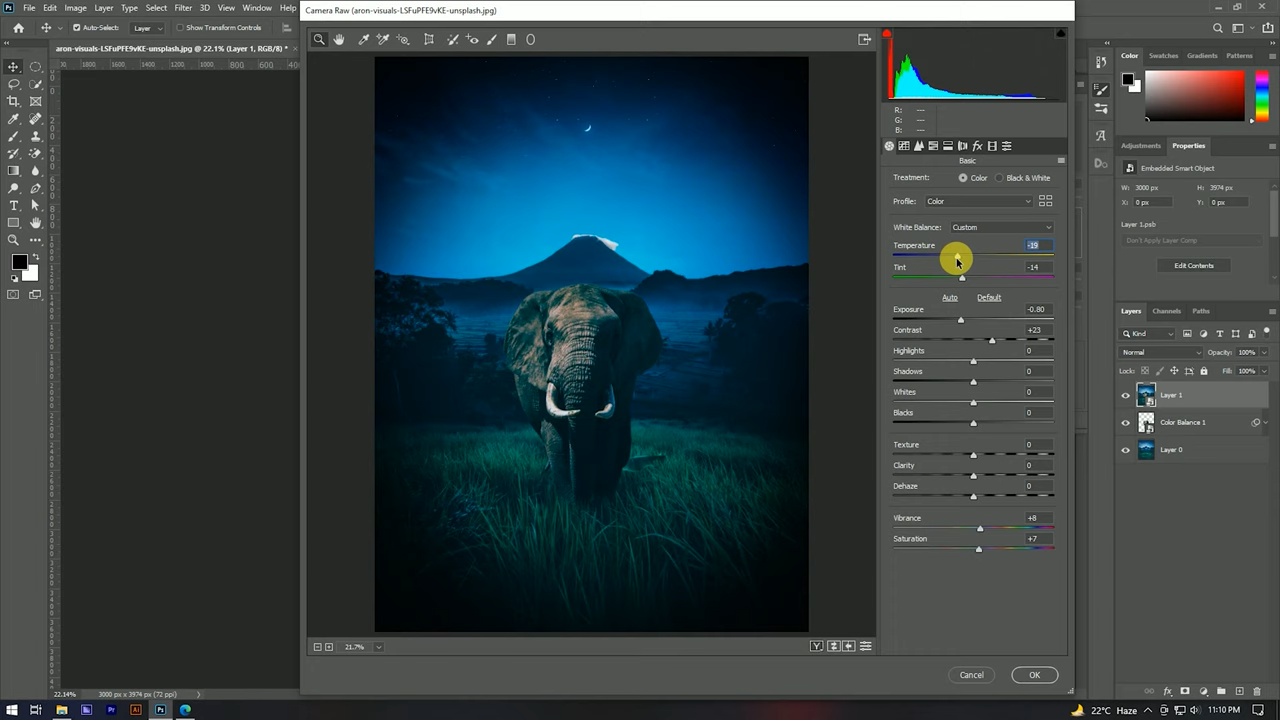 Camera Raw (aron-visuals-LSFuPFE9vKE-unsplash.jpg)
Ps File Edit Image Layer Type Select Filter 3D View Window
Auto-Select: Layer Show Transform Controls
aron-visuals-LSFuPFE9vKE-unsplash.jpg @ 22.1% (Layer 1, RGB/8) *
R: ---
G: ---
B: ---
Basic
Treatment: Color Black & White
Profile: Color
White Balance: Custom
Temperature -19
Tint -14
Auto Default
Exposure -0.80
Contrast +23
Highlights 0
Shadows 0
Whites 0
Blacks 0
Texture 0
Clarity 0
Dehaze 0
Vibrance +8
Saturation +7
21.7%
Y
Cancel OK
Color Swatches Gradients Patterns
Adjustments Properties
Embedded Smart Object
W: 3000 px H: 3974 px
X: 0 px Y: 0 px
Layer 1.psb
Don't Apply Layer Comp
Edit Contents
Layers Channels Paths
Kind
Normal Opacity: 100%
Lock: Fill: 100%
Layer 1
Color Balance 1
Layer 0
22.14% 3000 px x 3974 px (72 ppi)
22°C Haze 11:10 PM